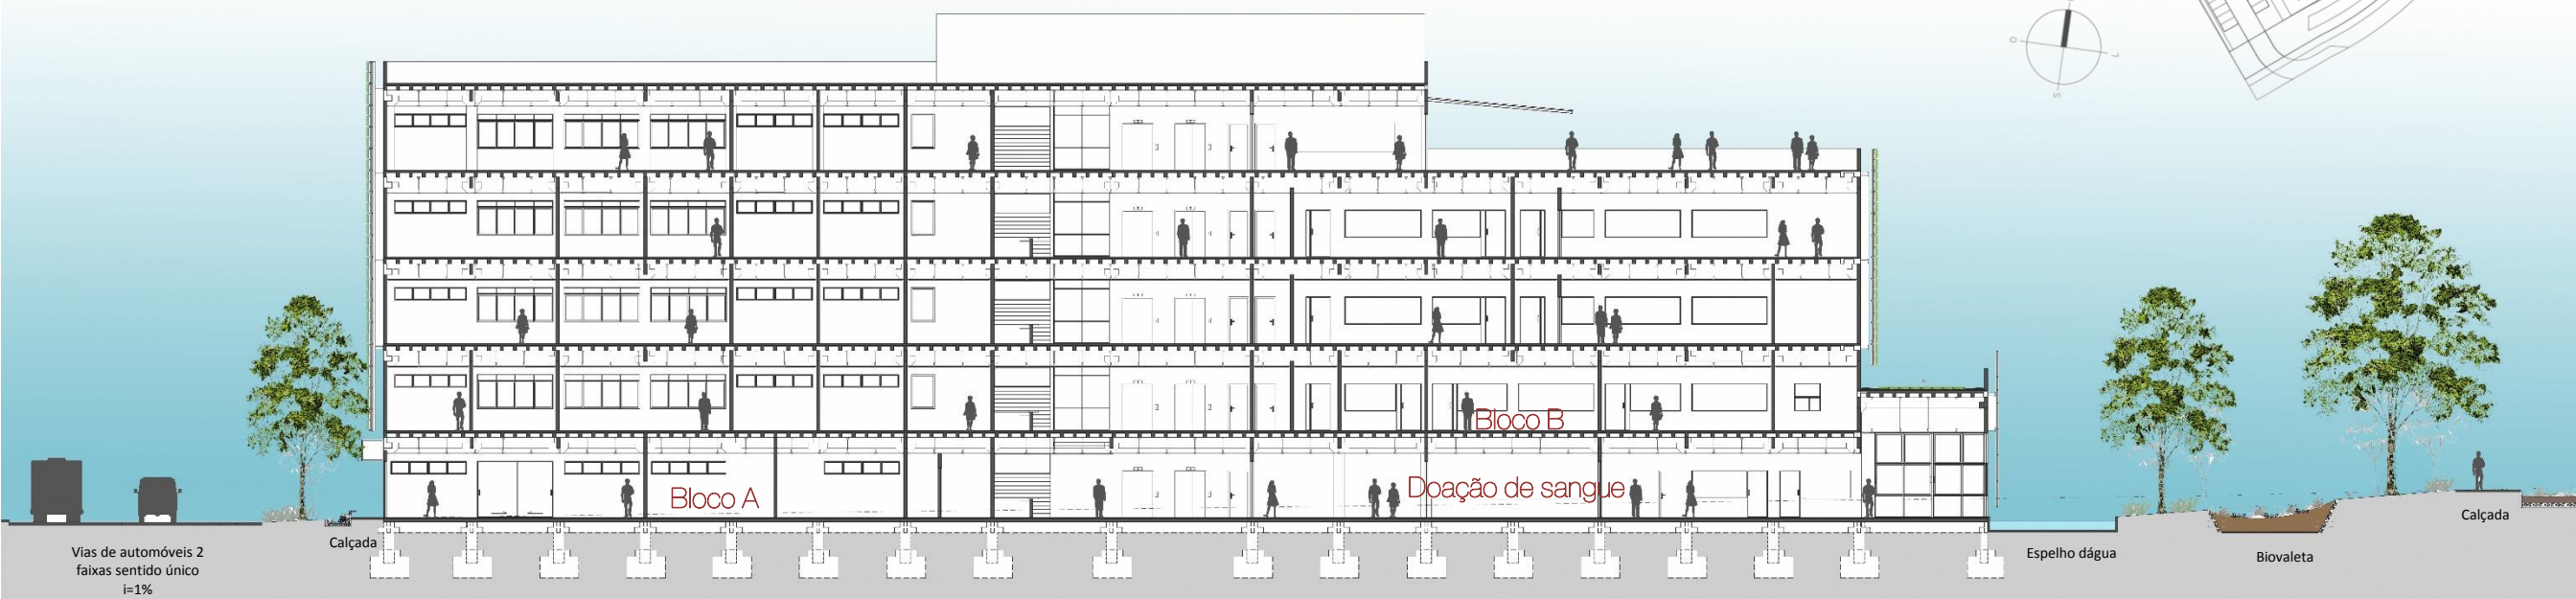 O
L
S
Bloco B
Bloco A
Doação de sangue
Calçada
Vias de automóveis 2
faixas sentido único
i=1%
Espelho dágua
Biovaleta
Calçada